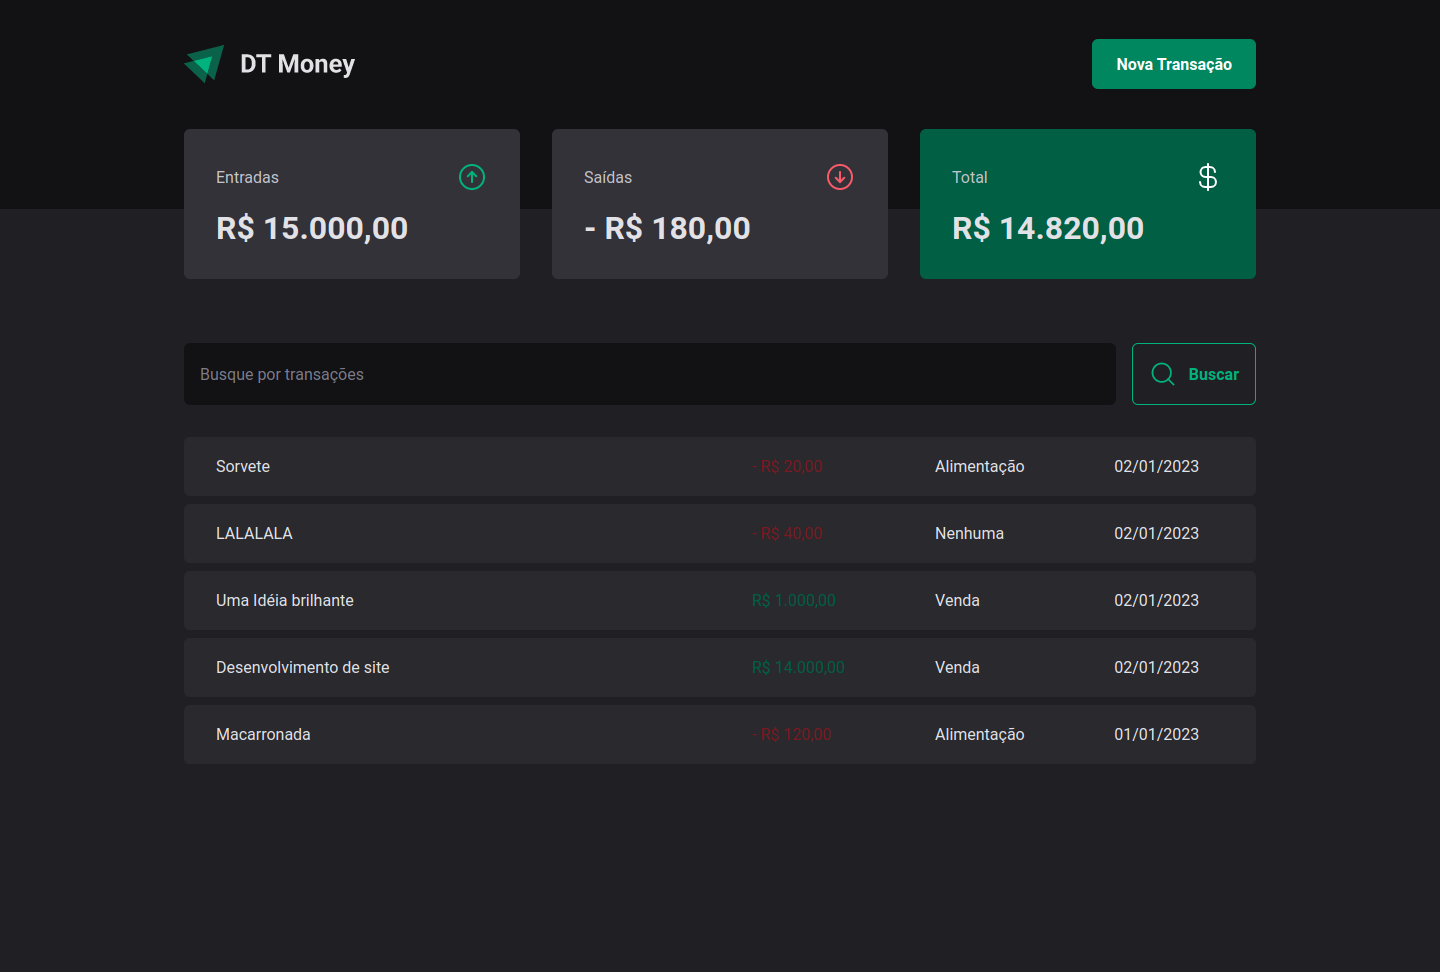 DT Money
Nova Transação
Entradas
R$ 15.000,00
Saídas
- R$ 180,00
Total
$
R$ 14.820,00
Busque por transações
Buscar
Sorvete - R$ 20,00 Alimentação 02/01/2023
LALALALA - R$ 40,00 Nenhuma 02/01/2023
Uma Idéia brilhante R$ 1.000,00 Venda 02/01/2023
Desenvolvimento de site R$ 14.000,00 Venda 02/01/2023
Macarronada - R$ 120,00 Alimentação 01/01/2023